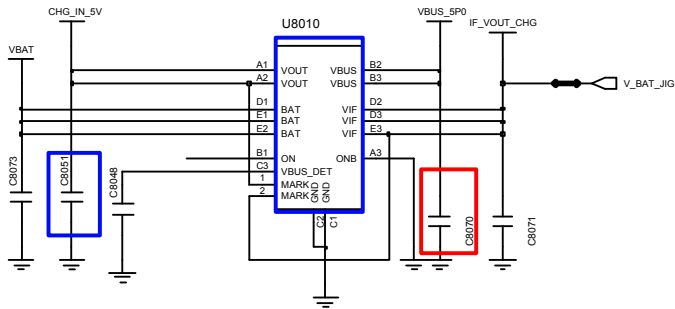 CHG_IN_5V
VBUS_5P0
IF_VOUT_CHG
U8010
VBAT
V_BAT_JIG
A1 VOUT VBUS B2
A2 VOUT VBUS B3
D1 BAT VIF D2
E1 BAT VIF D3
E2 BAT VIF E3
B1 ON ONB A3
C3 VBUS_DET
1 MARK
2 MARK
GND GND
C2 C1
C8073
C8051
C8048
C8070
C8071